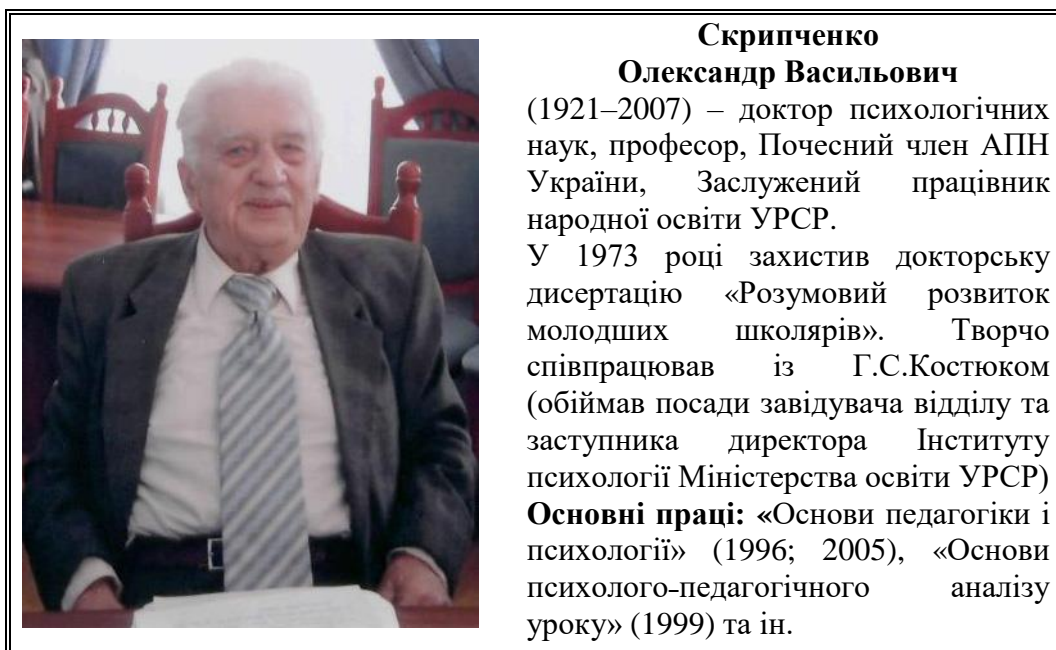 Скрипченко
Олександр Васильович
(1921–2007) – доктор психологічних
наук, професор, Почесний член АПН
України, Заслужений працівник
народної освіти УРСР.
У 1973 році захистив докторську
дисертацію «Розумовий розвиток
молодших школярів». Творчо
співпрацював із Г.С.Костюком
(обіймав посади завідувача відділу та
заступника директора Інституту
психології Міністерства освіти УРСР)
Основні праці: «Основи педагогіки і
психології» (1996; 2005), «Основи
психолого-педагогічного аналізу
уроку» (1999) та ін.